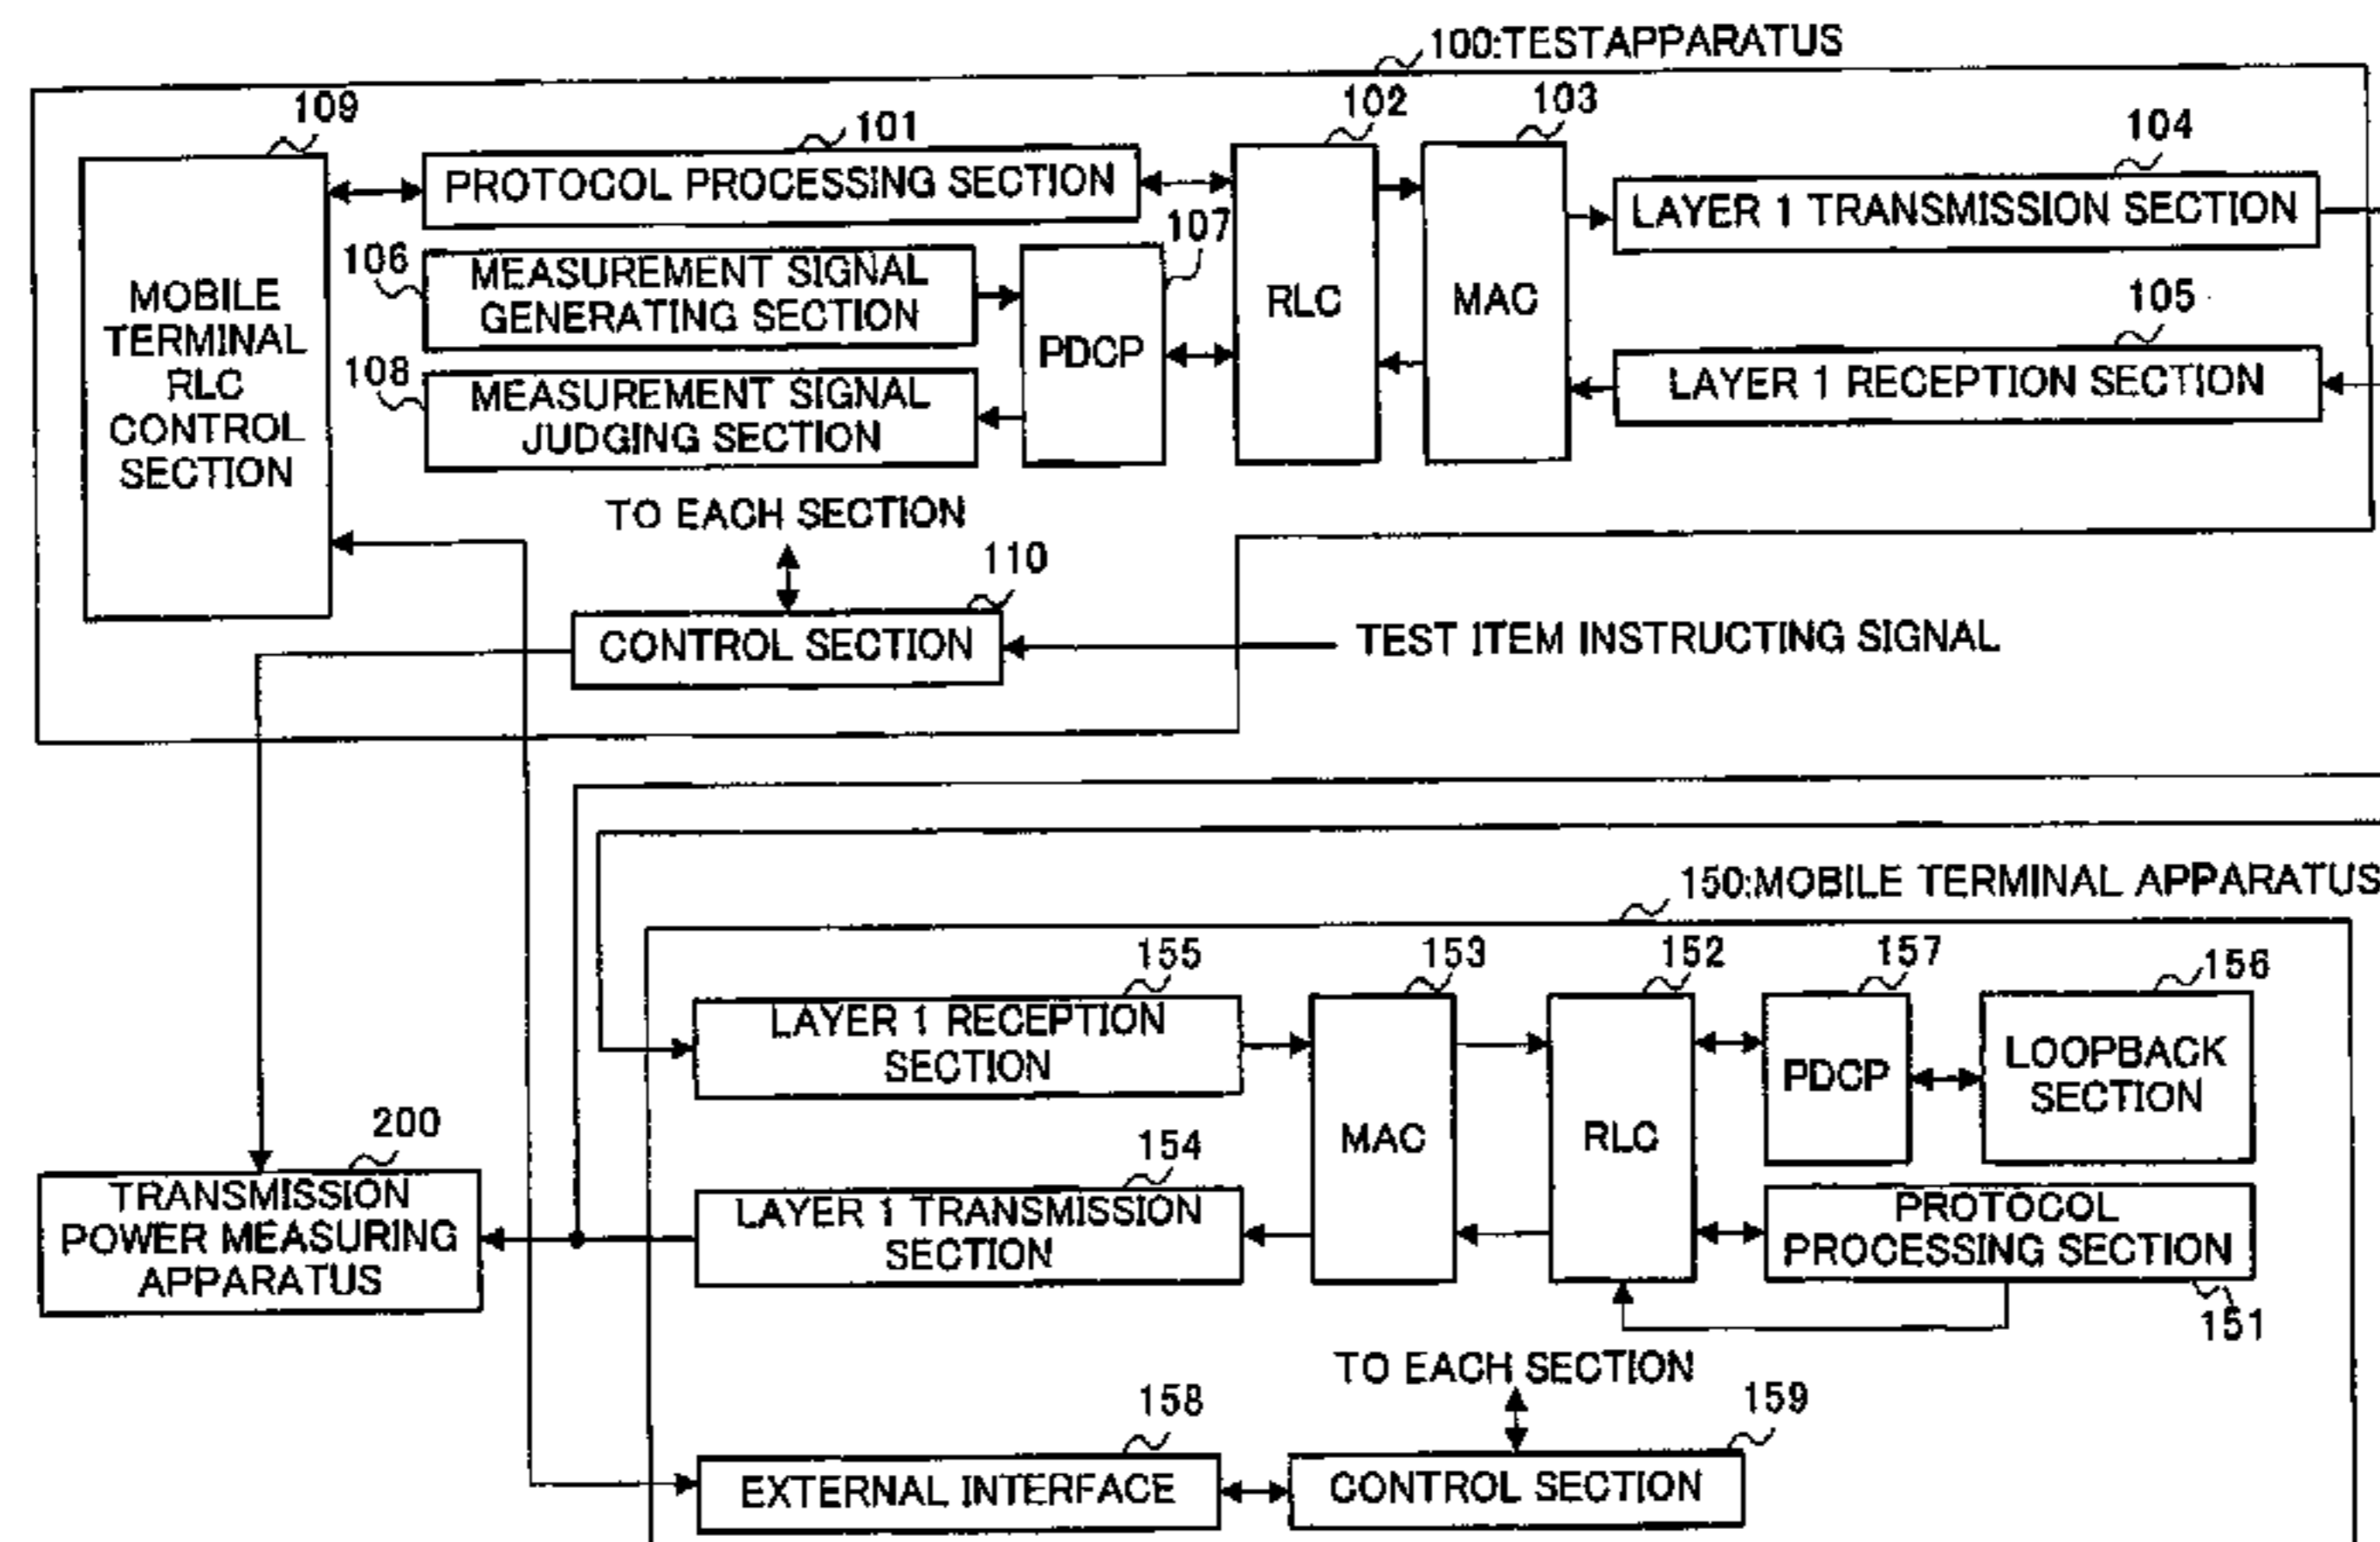 100:TEST APPARATUS
109
101
102
103
104
PROTOCOL PROCESSING SECTION
LAYER 1 TRANSMISSION SECTION
107
106
MEASUREMENT SIGNAL
GENERATING SECTION
MOBILE
TERMINAL
RLC
CONTROL
SECTION
RLC
MAC
105
PDCP
108
MEASUREMENT SIGNAL
JUDGING SECTION
LAYER 1 RECEPTION SECTION
TO EACH SECTION
110
CONTROL SECTION
TEST ITEM INSTRUCTING SIGNAL
150:MOBILE TERMINAL APPARATUS
155
153
152
157
156
LAYER 1 RECEPTION
SECTION
LOOPBACK
SECTION
PDCP
MAC
RLC
200
154
TRANSMISSION
POWER MEASURING
APPARATUS
LAYER 1 TRANSMISSION
SECTION
PROTOCOL
PROCESSING SECTION
151
TO EACH SECTION
158
159
EXTERNAL INTERFACE
CONTROL SECTION